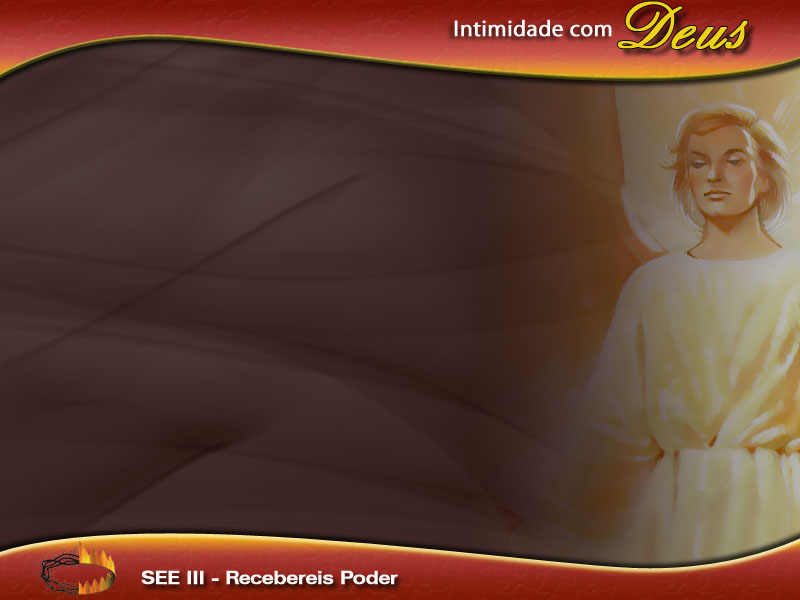 Intimidade com Deus
SEE III - Recebereis Poder